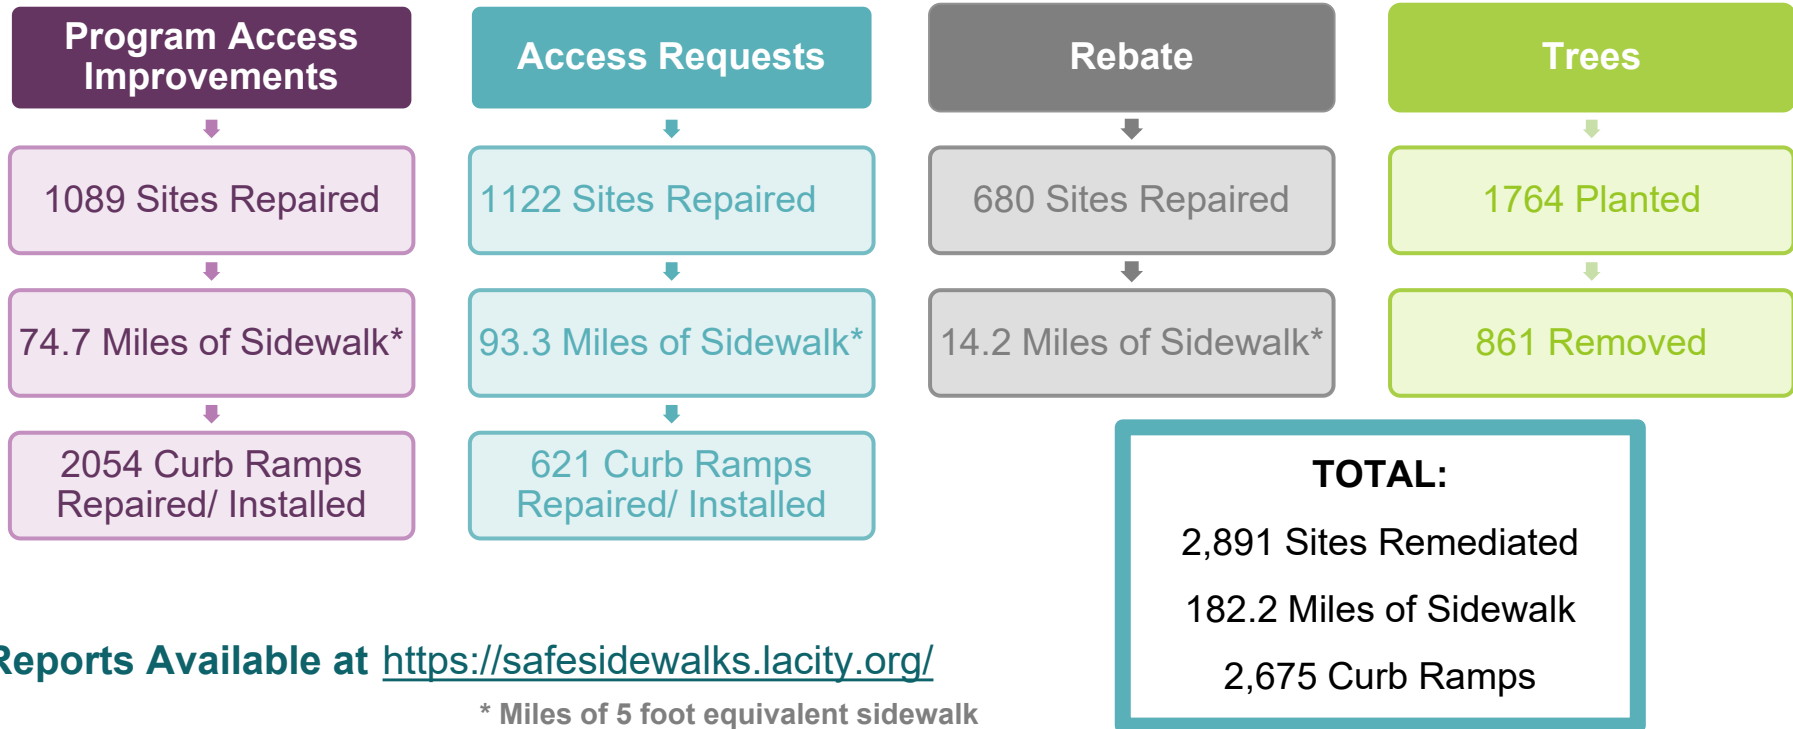 Program Access
Improvements
1089 Sites Repaired
74.7 Miles of Sidewalk*
2054 Curb Ramps
Repaired/ Installed
Access Requests
1122 Sites Repaired
93.3 Miles of Sidewalk*
621 Curb Ramps
Repaired/ Installed
Rebate
680 Sites Repaired
14.2 Miles of Sidewalk*
Trees
1764 Planted
861 Removed
TOTAL:
2,891 Sites Remediated
182.2 Miles of Sidewalk
2,675 Curb Ramps
Reports Available at https://safesidewalks.lacity.org/
* Miles of 5 foot equivalent sidewalk